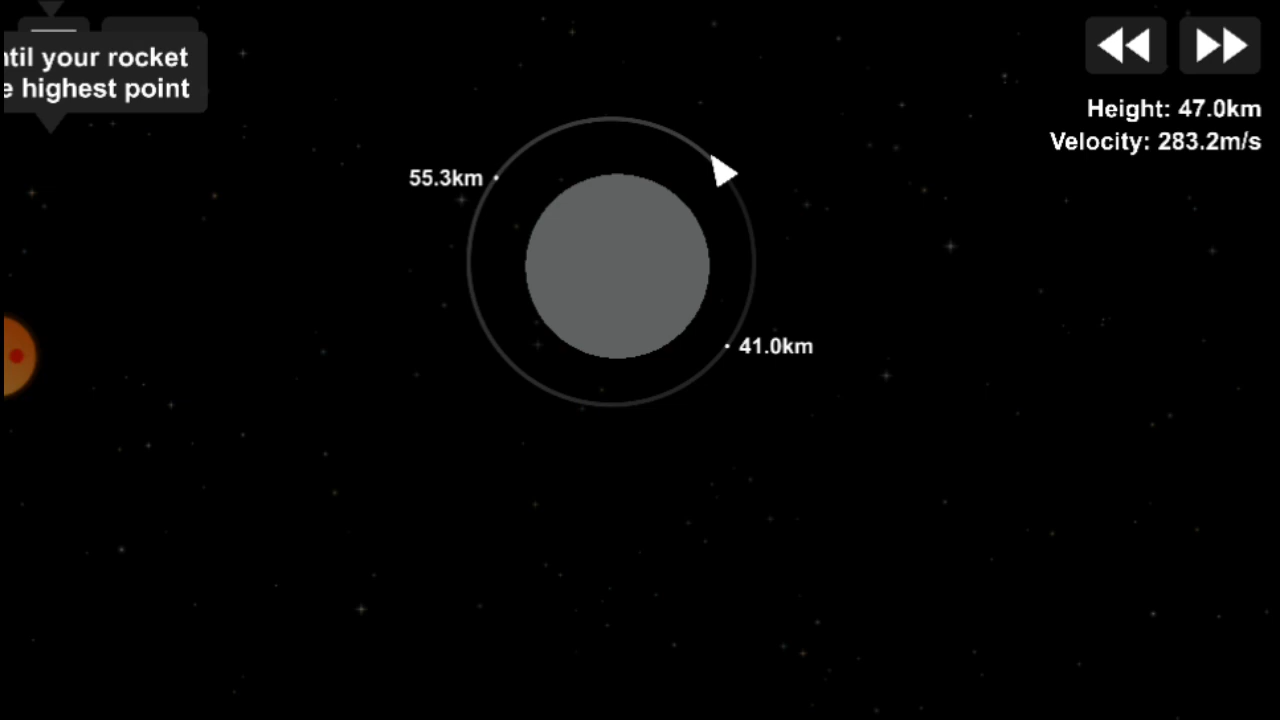 ntil your rocket
e highest point
Height: 47.0km
Velocity: 283.2m/s
55.3km
41.0km